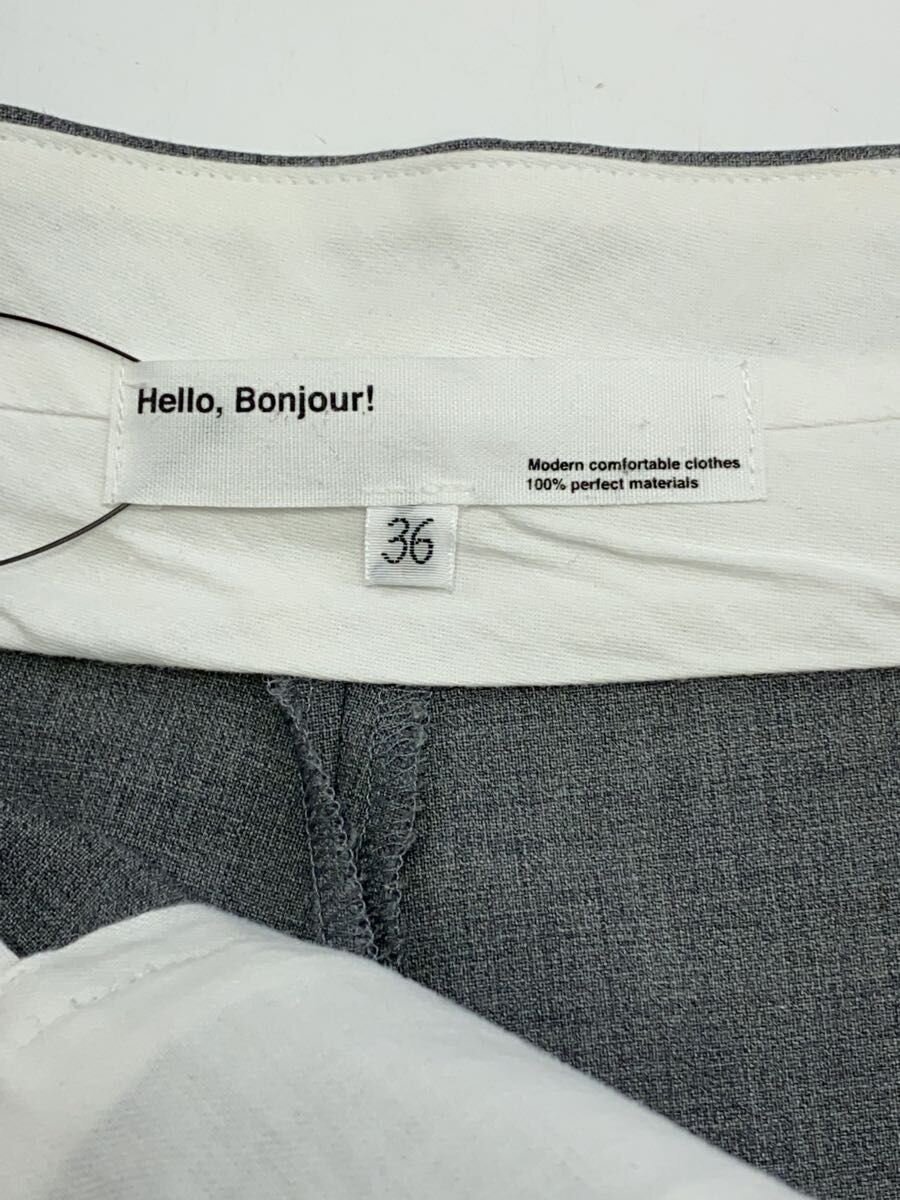 Hello, Bonjour!
Modern comfortable clothes
100% perfect materials
36